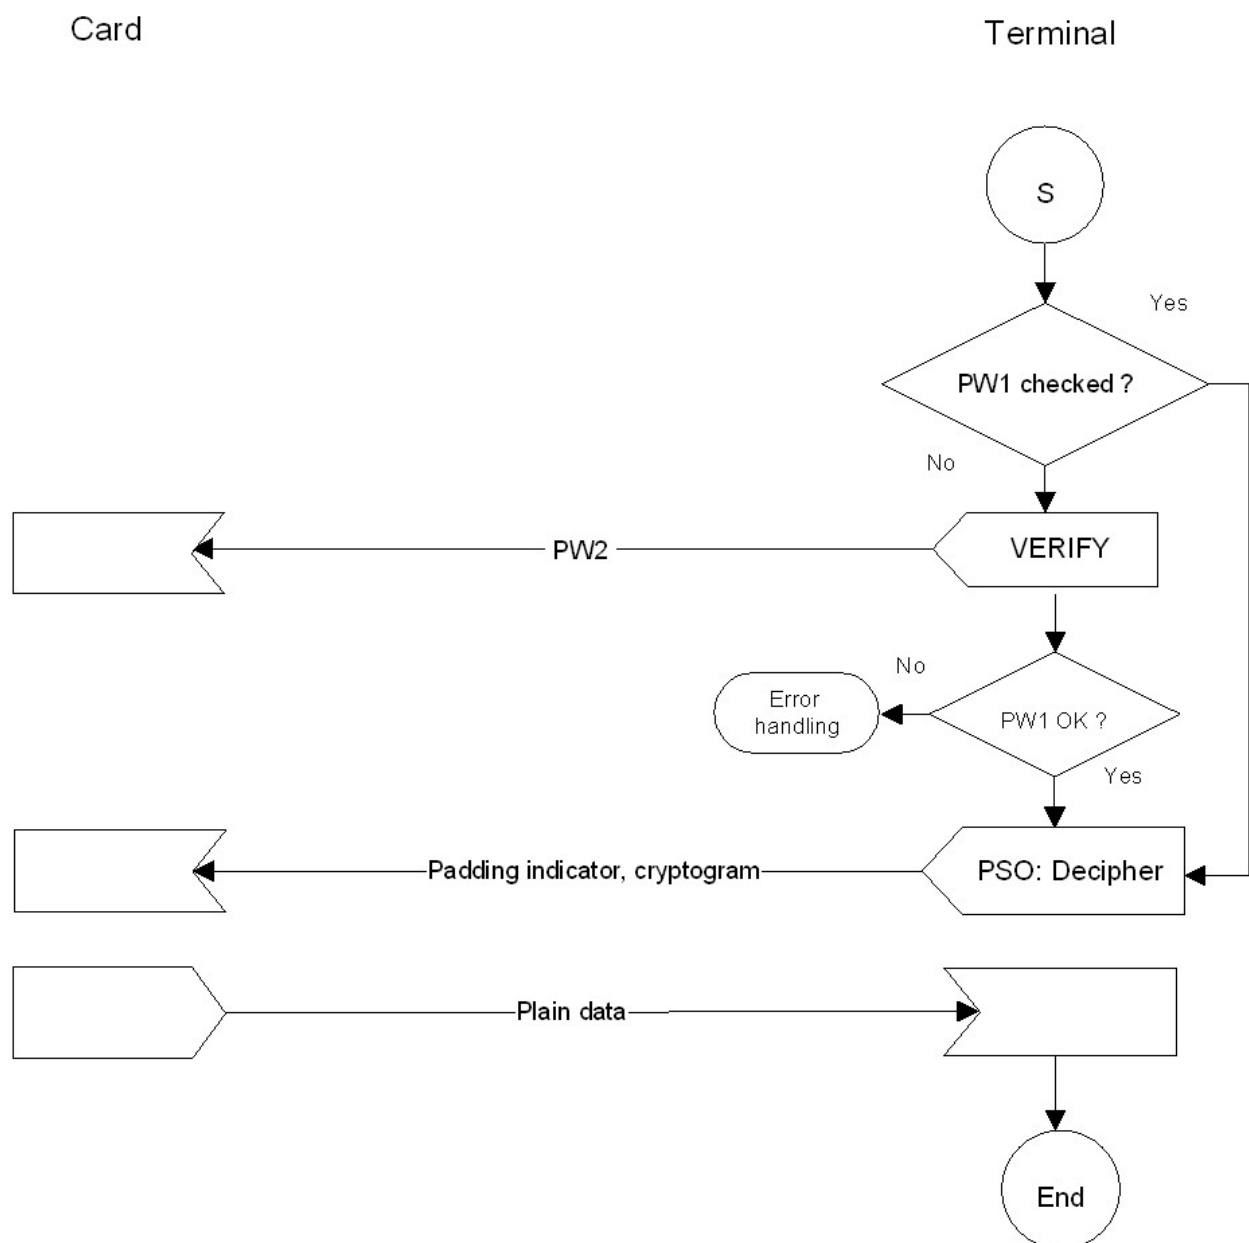 Card
Terminal
S
Yes
PW1 checked ?
No
PW2
VERIFY
No
Error
handling
PW1 OK ?
Yes
Padding indicator, cryptogram
PSO: Decipher
Plain data
End